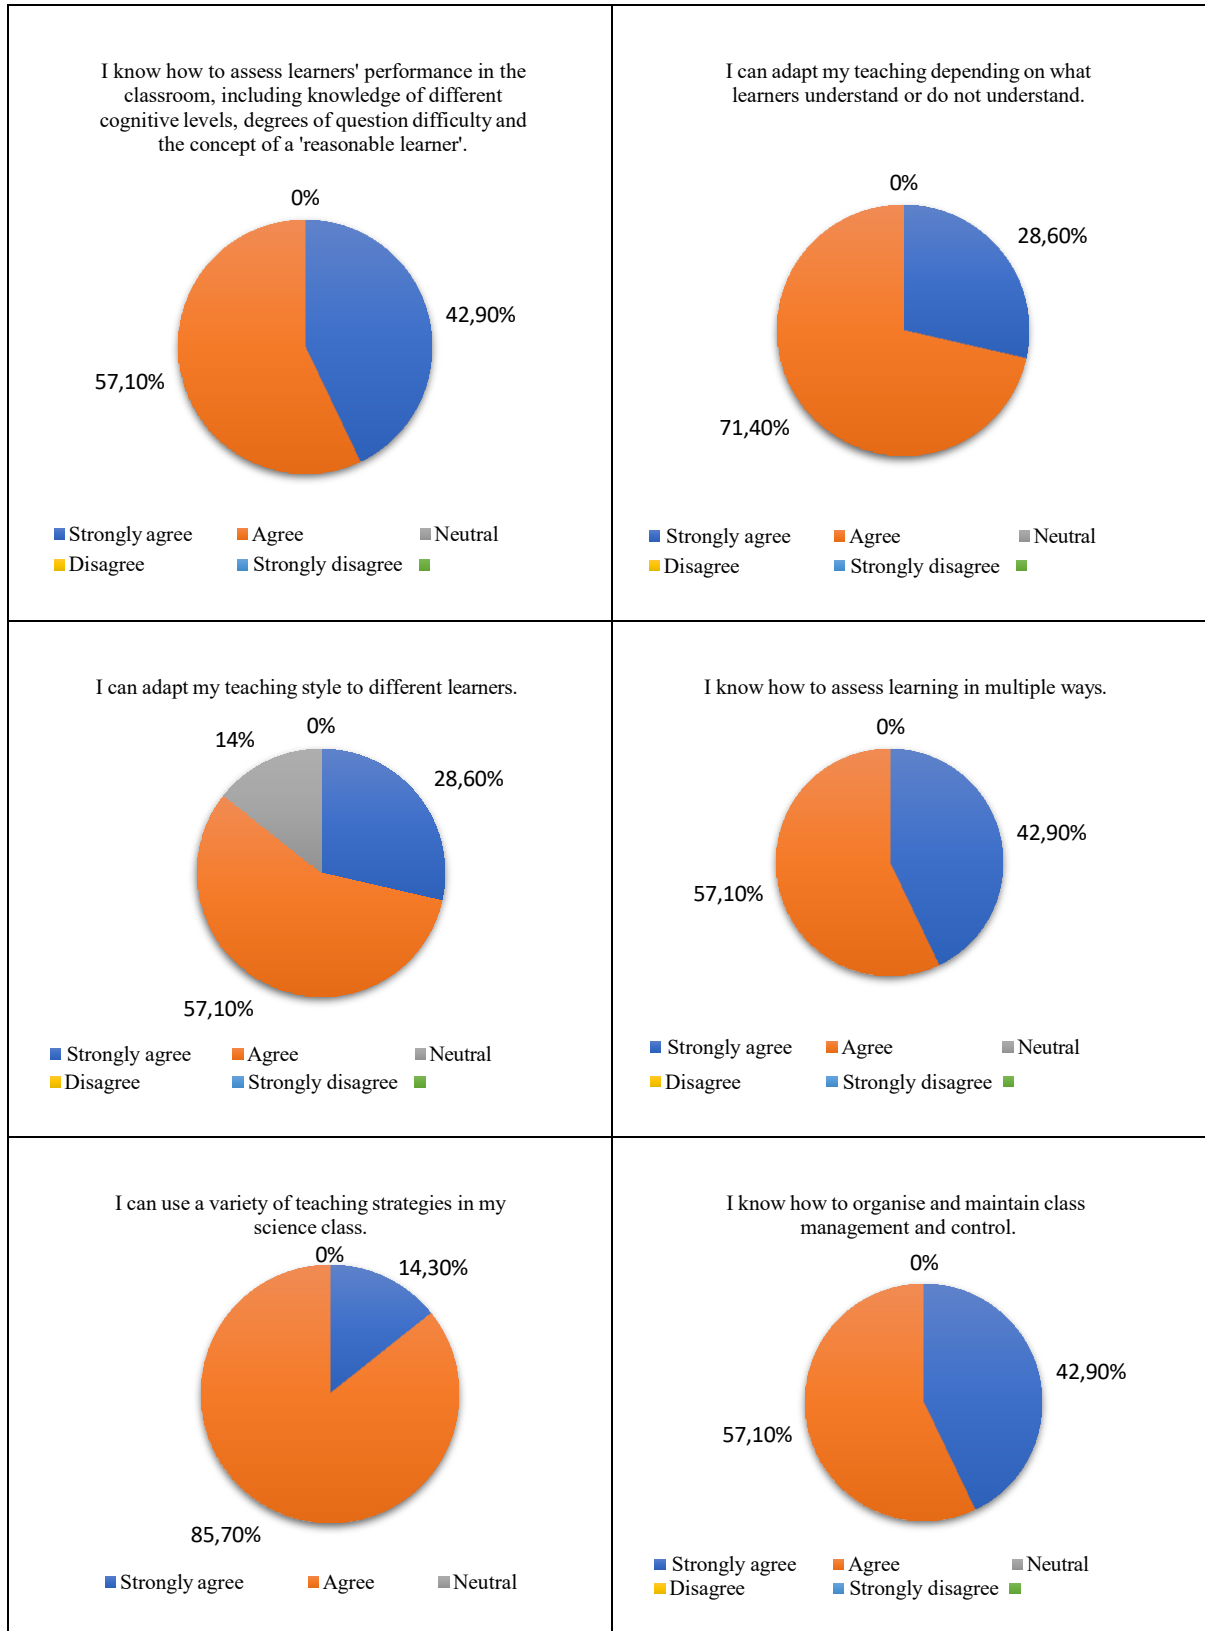 I know how to assess learners' performance in the
classroom, including knowledge of different
cognitive levels, degrees of question difficulty and
the concept of a 'reasonable learner'.
0%
42,90%
57,10%
Strongly agree Agree Neutral
Disagree Strongly disagree
I can adapt my teaching depending on what
learners understand or do not understand.
0%
28,60%
71,40%
Strongly agree Agree Neutral
Disagree Strongly disagree
I can adapt my teaching style to different learners.
0%
14%
28,60%
57,10%
Strongly agree Agree Neutral
Disagree Strongly disagree
I know how to assess learning in multiple ways.
0%
42,90%
57,10%
Strongly agree Agree Neutral
Disagree Strongly disagree
I can use a variety of teaching strategies in my
science class.
0%
14,30%
85,70%
Strongly agree Agree Neutral
I know how to organise and maintain class
management and control.
0%
42,90%
57,10%
Strongly agree Agree Neutral
Disagree Strongly disagree